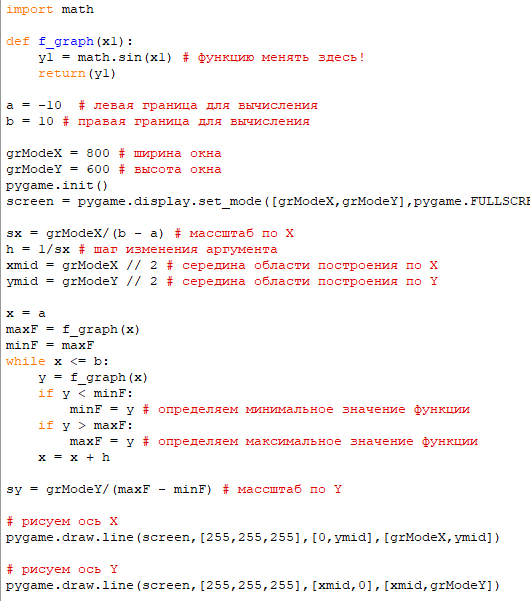 import math
def f_graph(x1):
y1 = math.sin(x1) # функцию менять здесь!
return(y1)
a = -10 # левая граница для вычисления
b = 10 # правая граница для вычисления
grModeX = 800 # ширина окна
grModeY = 600 # высота окна
pygame.init()
screen = pygame.display.set_mode([grModeX,grModeY],pygame.FULLSCRE
sx = grModeX/(b - a) # массштаб по X
h = 1/sx # шаг изменения аргумента
xmid = grModeX // 2 # середина области построения по X
ymid = grModeY // 2 # середина области построения по Y
x = a
maxF = f_graph(x)
minF = maxF
while x <= b:
y = f_graph(x)
if y < minF:
minF = y # определяем минимальное значение функции
if y > maxF:
maxF = y # определяем максимальное значение функции
x = x + h
sy = grModeY/(maxF - minF) # массштаб по Y
# рисуем ось X
pygame.draw.line(screen,[255,255,255],[0,ymid],[grModeX,ymid])
# рисуем ось Y
pygame.draw.line(screen,[255,255,255],[xmid,0],[xmid,grModeY])